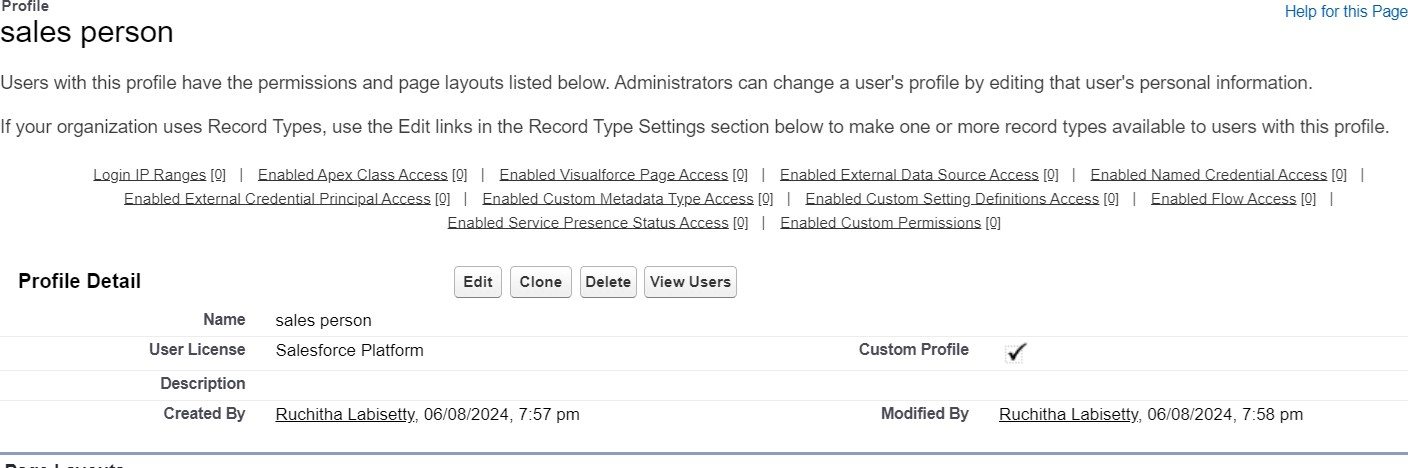 Profile
Help for this Page
sales person
Users with this profile have the permissions and page layouts listed below. Administrators can change a user's profile by editing that user's personal information.
If your organization uses Record Types, use the Edit links in the Record Type Settings section below to make one or more record types available to users with this profile.
Login IP Ranges [0] | Enabled Apex Class Access [0] | Enabled Visualforce Page Access [0] | Enabled External Data Source Access [0] | Enabled Named Credential Access [0] |
Enabled External Credential Principal Access [0] | Enabled Custom Metadata Type Access [0] | Enabled Custom Setting Definitions Access [0] | Enabled Flow Access [0] |
Enabled Service Presence Status Access [0] | Enabled Custom Permissions [0]
Profile Detail Edit Clone Delete View Users
Name sales person
User License Salesforce Platform Custom Profile
Description
Created By Ruchitha Labisetty, 06/08/2024, 7:57 pm Modified By Ruchitha Labisetty, 06/08/2024, 7:58 pm